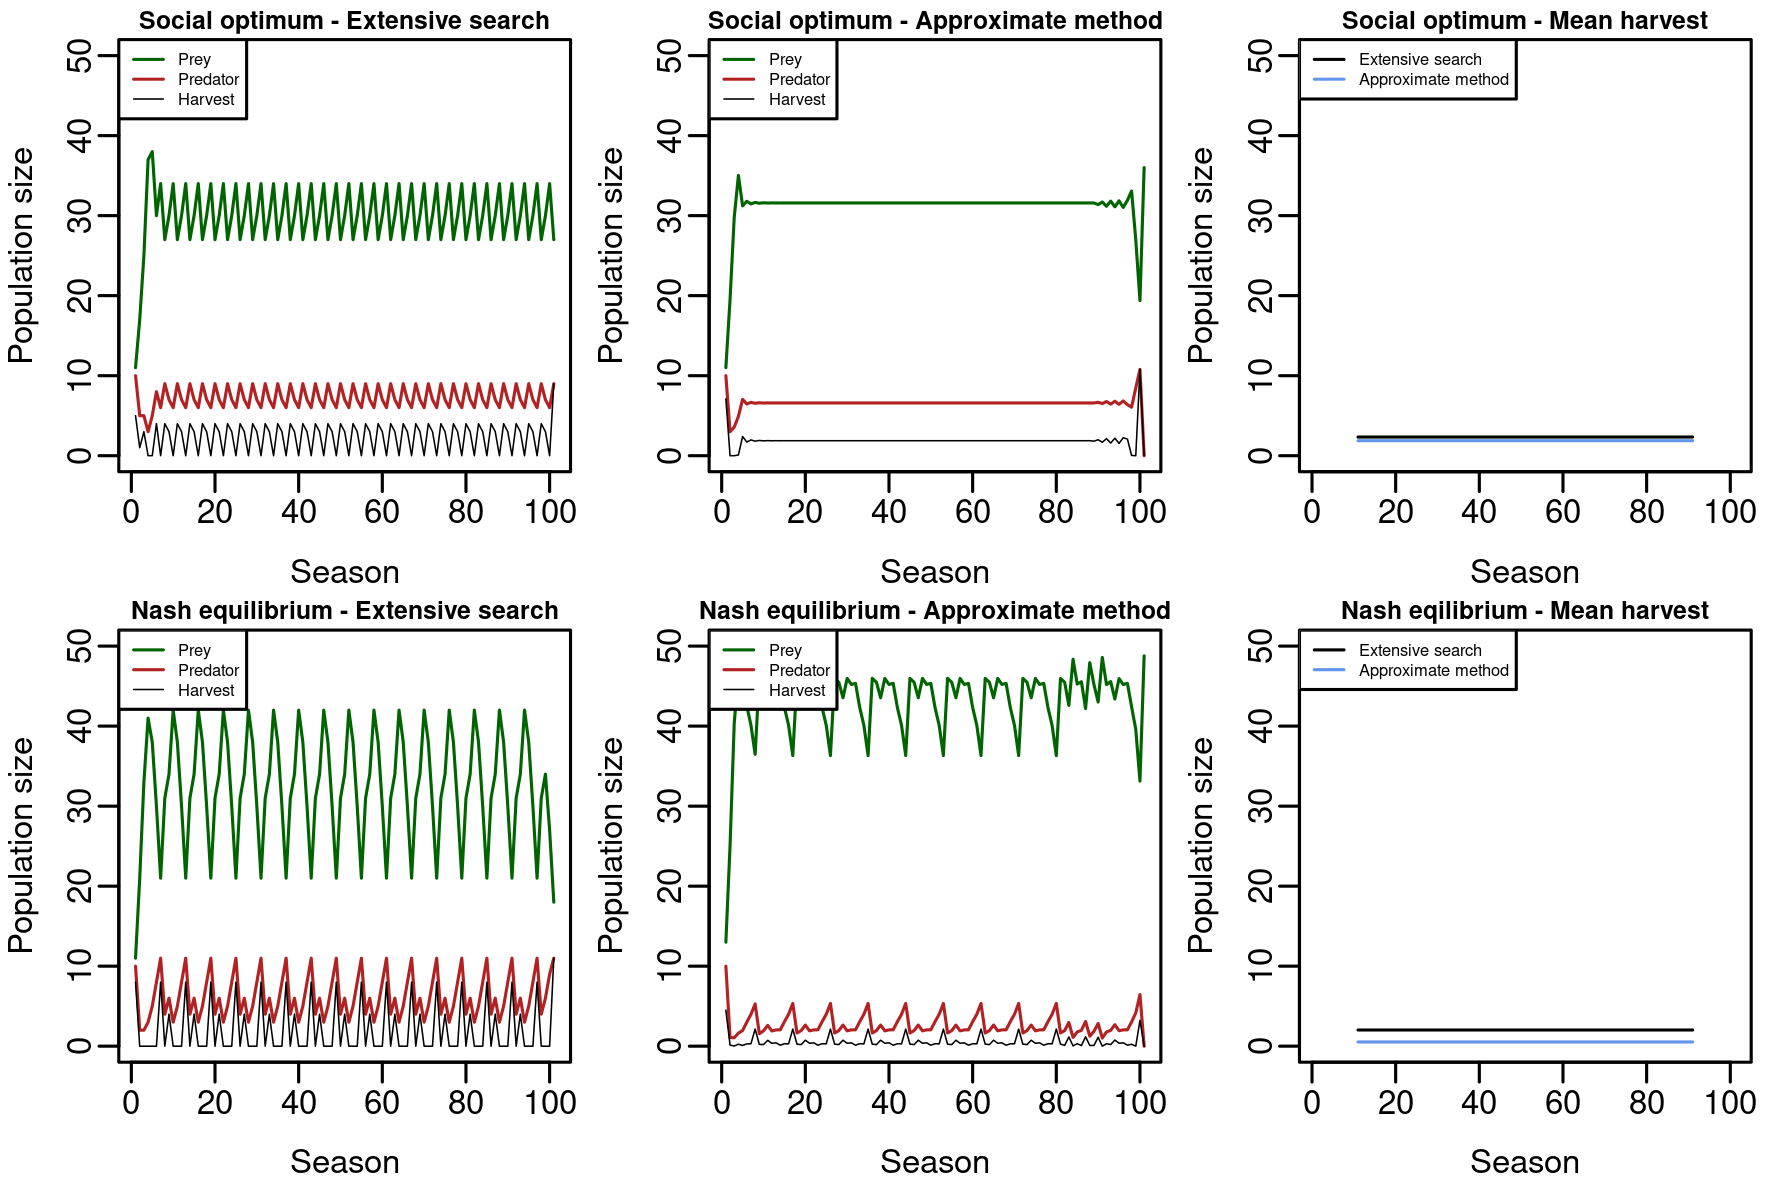 Social optimum - Extensive search
Population size
50
40
30
20
10
0
Prey
Predator
Harvest
0 20 40 60 80 100
Season
Social optimum - Approximate method
Population size
50
40
30
20
10
0
Prey
Predator
Harvest
0 20 40 60 80 100
Season
Social optimum - Mean harvest
Population size
50
40
30
20
10
0
Extensive search
Approximate method
0 20 40 60 80 100
Season
Nash equilibrium - Extensive search
Population size
50
40
30
20
10
0
Prey
Predator
Harvest
0 20 40 60 80 100
Season
Nash equilibrium - Approximate method
Population size
50
40
30
20
10
0
Prey
Predator
Harvest
0 20 40 60 80 100
Season
Nash eqilibrium - Mean harvest
Population size
50
40
30
20
10
0
Extensive search
Approximate method
0 20 40 60 80 100
Season